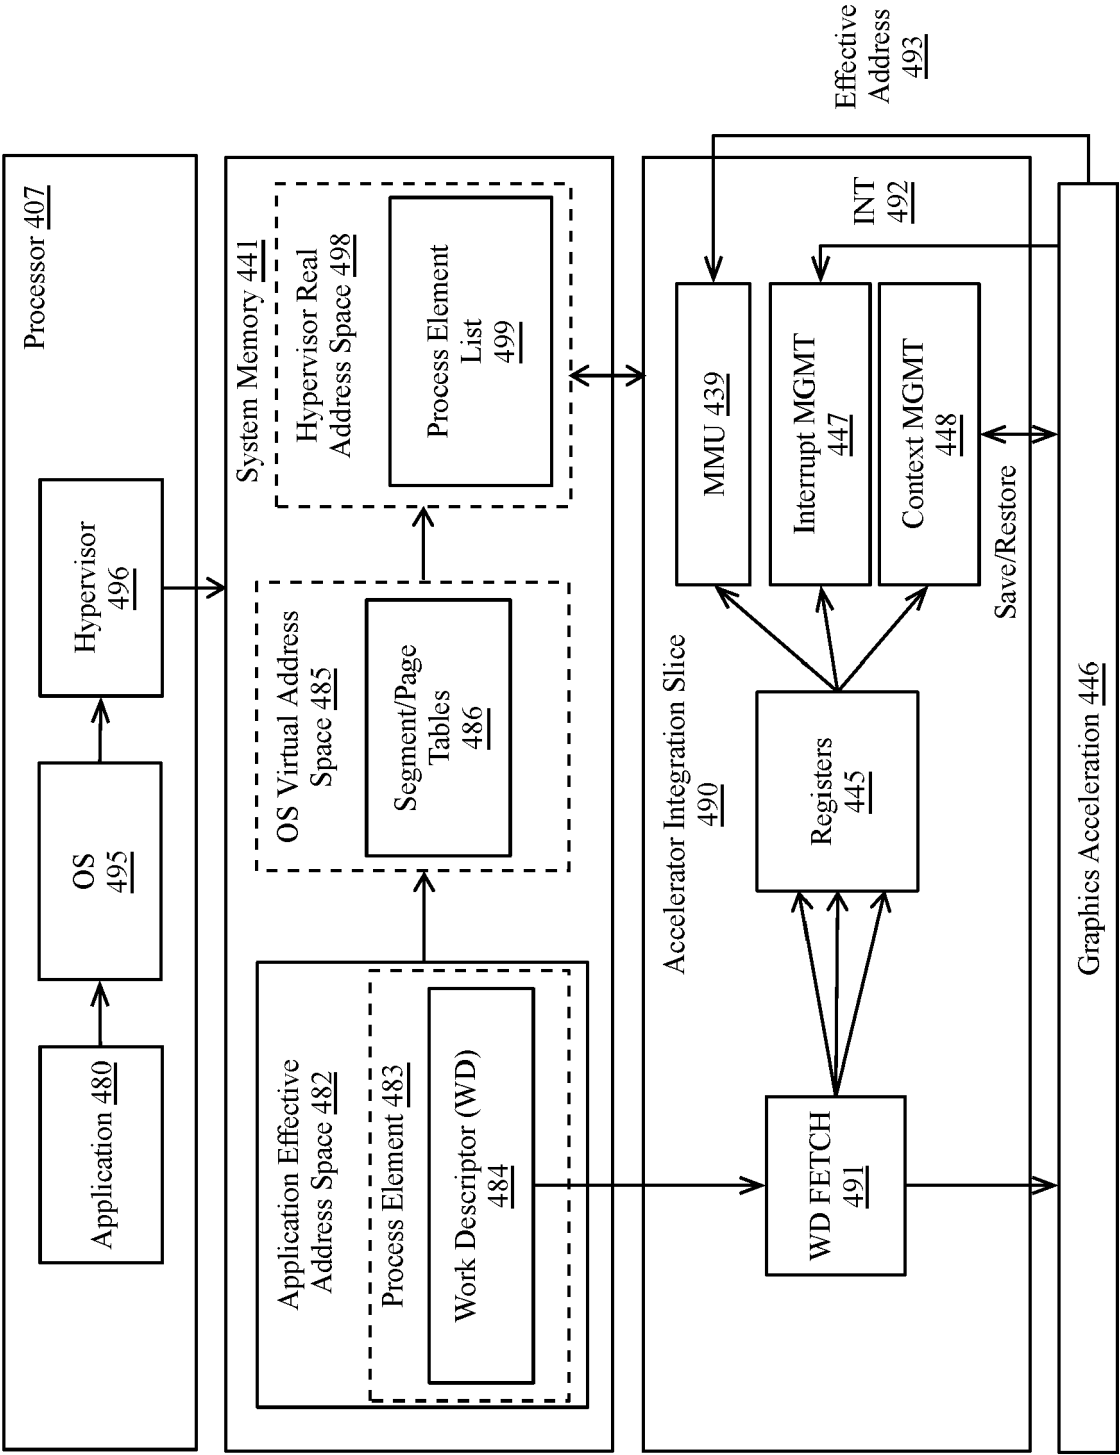 Processor 407
Application 480
OS
495
Hypervisor
496
System Memory 441
Application Effective
Address Space 482
Process Element 483
Work Descriptor (WD)
484
OS Virtual Address
Space 485
Segment/Page
Tables
486
Hypervisor Real
Address Space 498
Process Element
List
499
Accelerator Integration Slice
490
WD FETCH
491
Registers
445
MMU 439
Interrupt MGMT
447
Context MGMT
448
Save/Restore
INT
492
Effective
Address
493
Graphics Acceleration 446